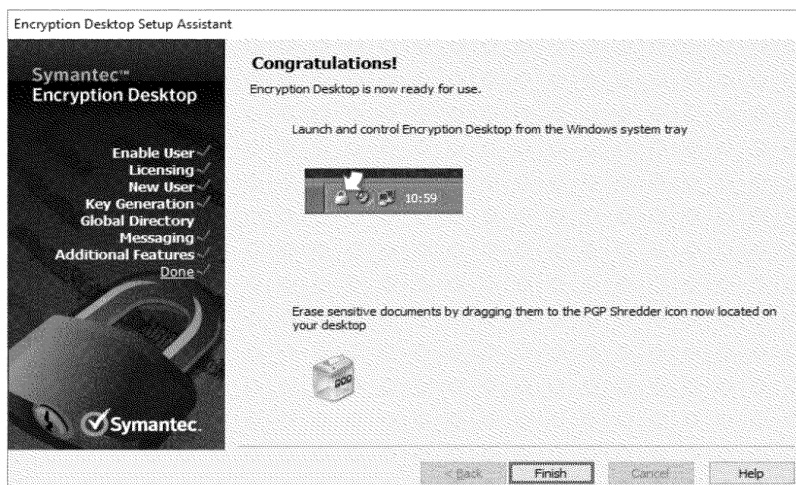 Encryption Desktop Setup Assistant
Symantec™
Encryption Desktop
Enable User
Licensing
New User
Key Generation
Global Directory
Messaging
Additional Features
Done
Symantec.
Congratulations!
Encryption Desktop is now ready for use.
Launch and control Encryption Desktop from the Windows system tray
10:59
Erase sensitive documents by dragging them to the PGP Shredder icon now located on
your desktop
< Back
Finish
Cancel
Help